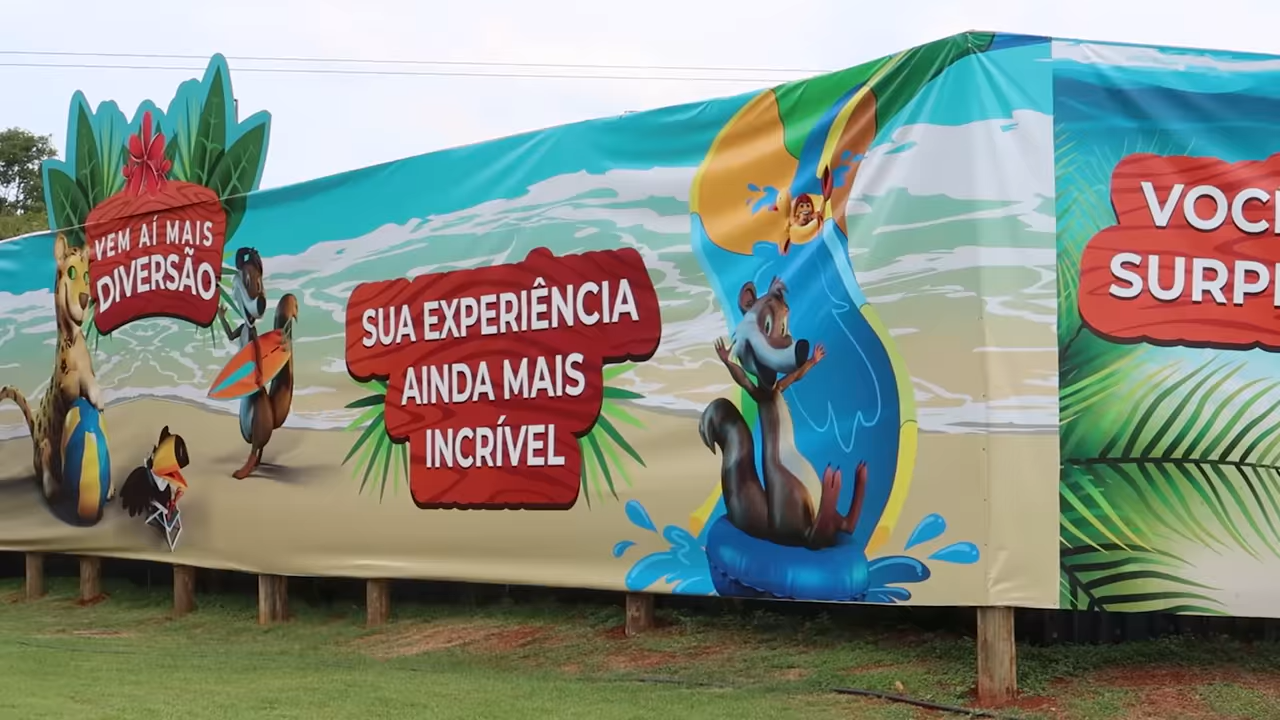 VEM AÍ MAIS
DIVERSÃO
SUA EXPERIÊNCIA
AINDA MAIS
INCRÍVEL